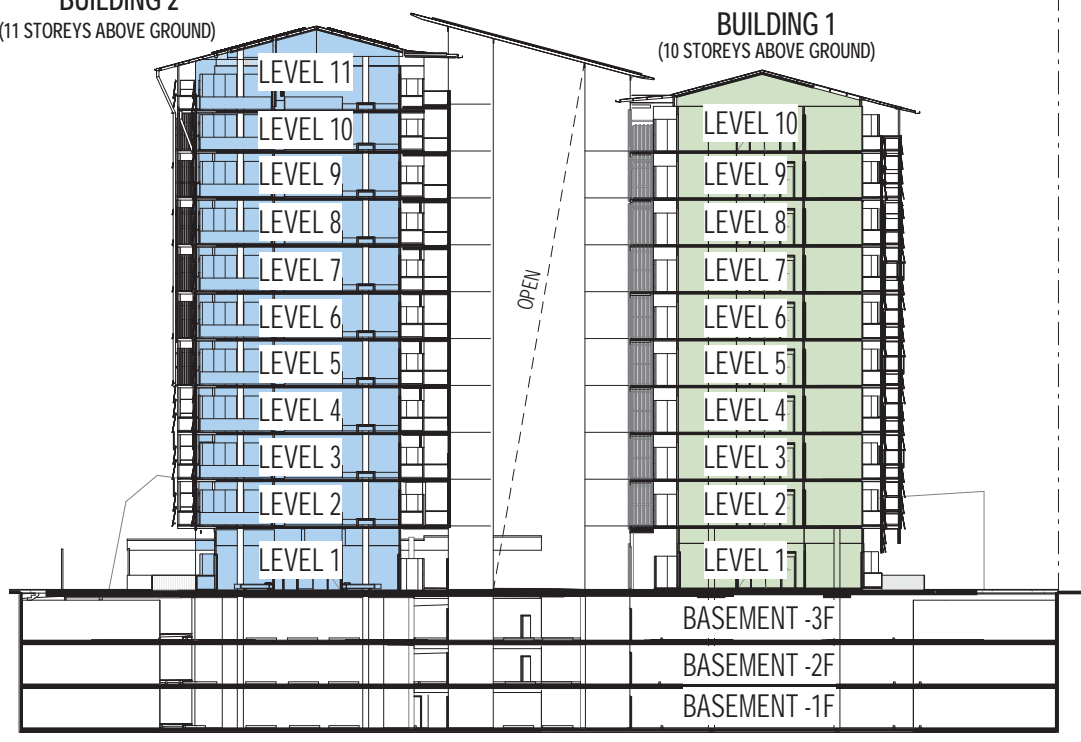 BUILDING 2
(11 STOREYS ABOVE GROUND)
BUILDING 1
(10 STOREYS ABOVE GROUND)
LEVEL 11
LEVEL 10
LEVEL 9
LEVEL 8
LEVEL 7
LEVEL 6
LEVEL 5
LEVEL 4
LEVEL 3
LEVEL 2
LEVEL 1
OPEN
LEVEL 10
LEVEL 9
LEVEL 8
LEVEL 7
LEVEL 6
LEVEL 5
LEVEL 4
LEVEL 3
LEVEL 2
LEVEL 1
BASEMENT -3F
BASEMENT -2F
BASEMENT -1F